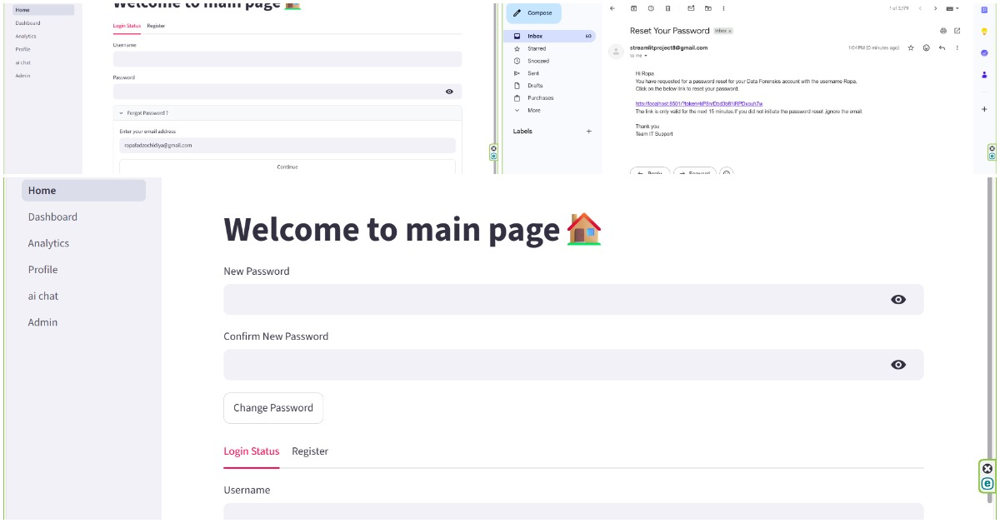 Home
Dashboard
Analytics
Profile
ai chat
Admin
Welcome to main page
Login Status Register
Username
Password
Forgot Password ?
Enter your email address
ropafadzochidiya@gmail.com
Continue
Compose
Inbox 60
Starred
Snoozed
Sent
Drafts
Purchases
More
Labels
1 of 3,179
Reset Your Password Inbox x
streamlitproject8@gmail.com
to me
1:04 PM (0 minutes ago)
Hi Ropa
You have requested for a password reset for your Data Forensics account with the username Ropa.
Click on the below link to reset your password.
The link is only valid for the next 15 minutes.If you did not initiate the password reset ,ignore the email.
Thank you
Team IT Support
Reply Forward
Home
Dashboard
Analytics
Profile
ai chat
Admin
Welcome to main page
New Password
Confirm New Password
Change Password
Login Status Register
Username